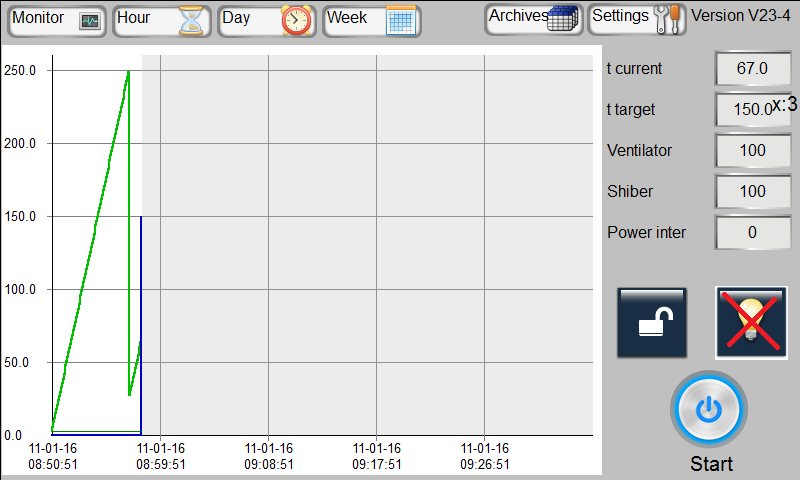 Monitor
Hour
Day
Week
Archives
Settings
Version V23-4
250.0
200.0
150.0
100.0
50.0
0.0
11-01-16
08:50:51
11-01-16
08:59:51
11-01-16
09:08:51
11-01-16
09:17:51
11-01-16
09:26:51
t current
67.0
t target
150.0
x:3
Ventilator
100
Shiber
100
Power inter
0
Start